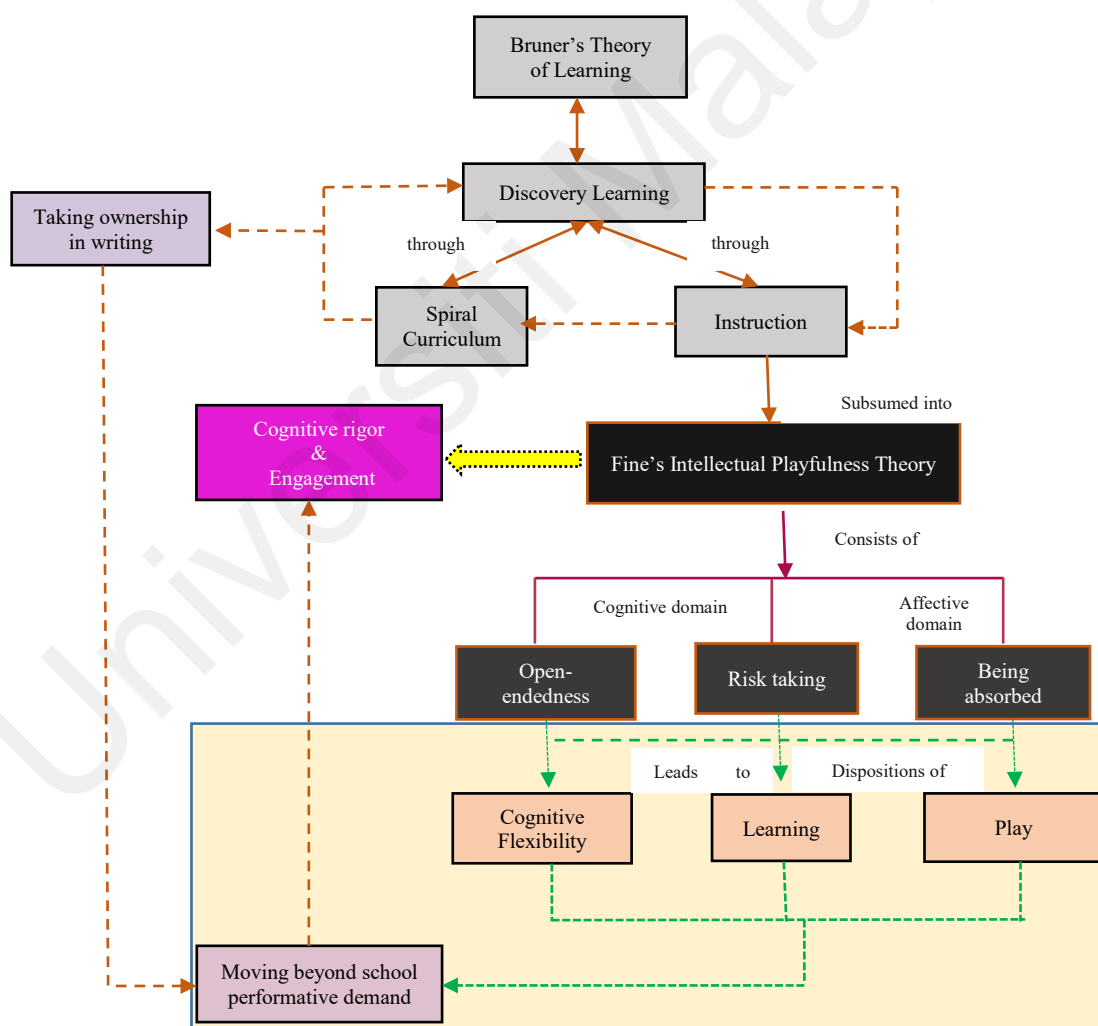 Bruner's Theory
of Learning
Discovery Learning
Taking ownership
in writing
through
through
Spiral
Curriculum
Instruction
Subsumed into
Cognitive rigor
&
Engagement
Fine's Intellectual Playfulness Theory
Consists of
Cognitive domain
Affective
domain
Open-
endedness
Risk taking
Being
absorbed
Leads to
Dispositions of
Cognitive
Flexibility
Learning
Play
Moving beyond school
performative demand
Universiti Mala